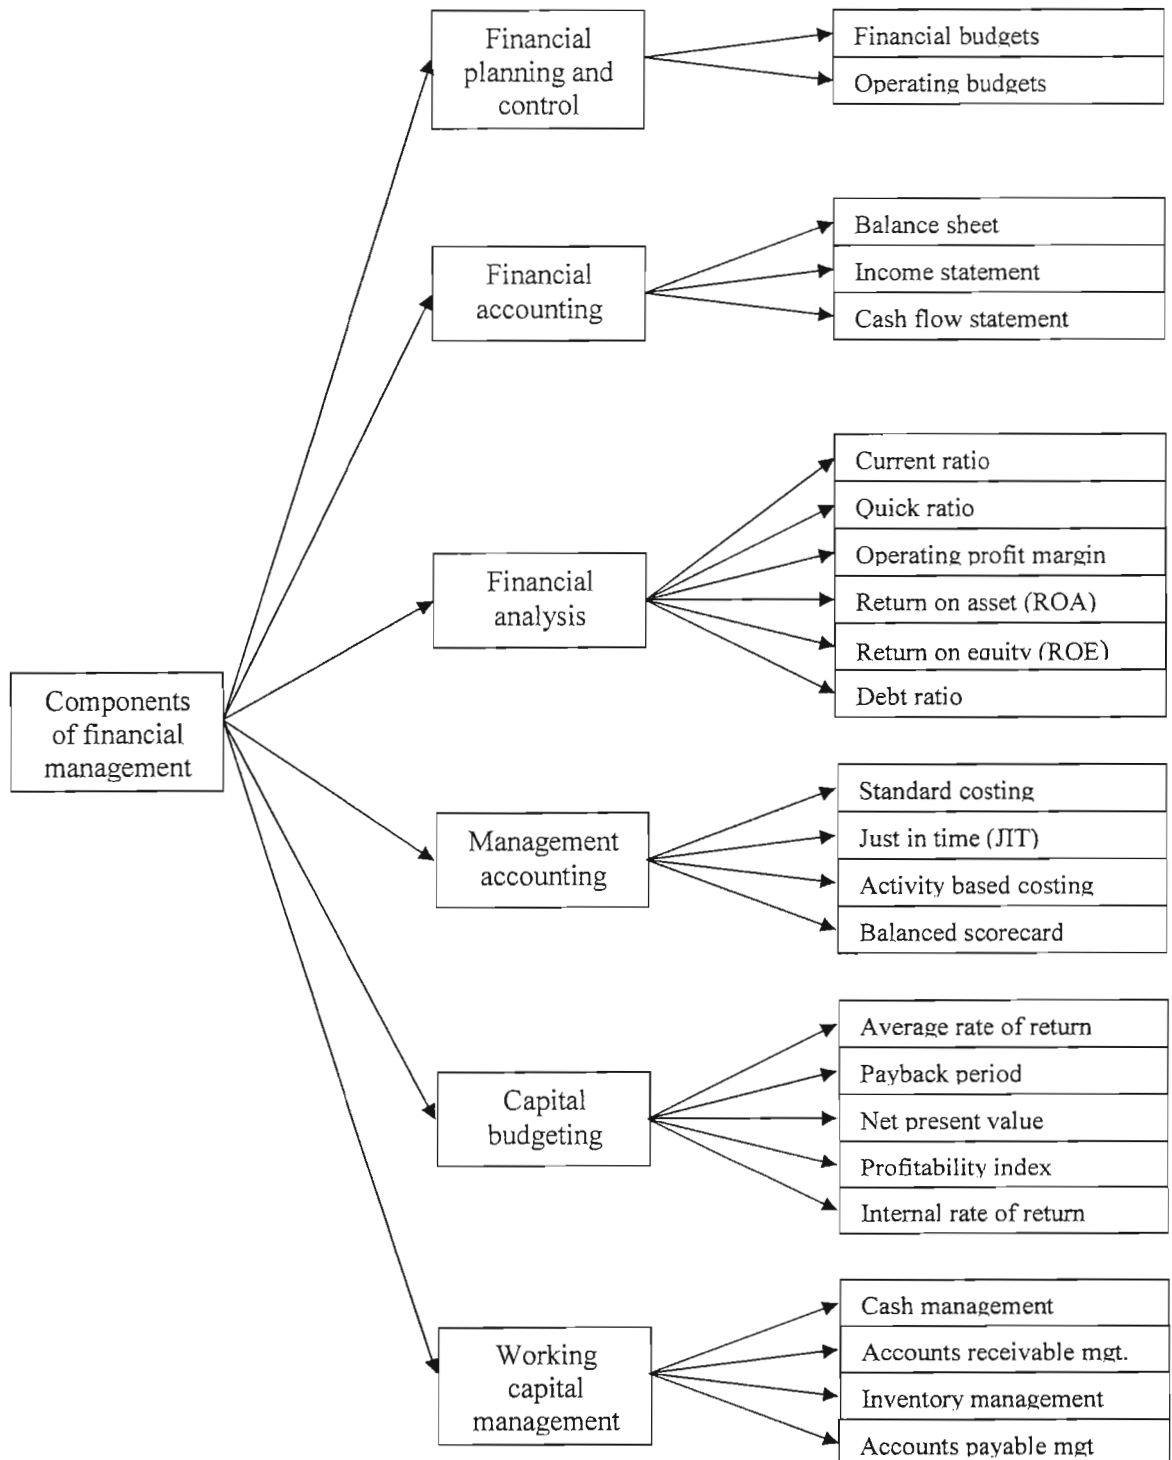 Financial
planning and
control
Financial budgets
Operating budgets
Financial
accounting
Balance sheet
Income statement
Cash flow statement
Financial
analysis
Current ratio
Quick ratio
Operating profit margin
Return on asset (ROA)
Return on equity (ROE)
Debt ratio
Components
of financial
management
Management
accounting
Standard costing
Just in time (JIT)
Activity based costing
Balanced scorecard
Capital
budgeting
Average rate of return
Payback period
Net present value
Profitability index
Internal rate of return
Working
capital
management
Cash management
Accounts receivable mgt.
Inventory management
Accounts payable mgt